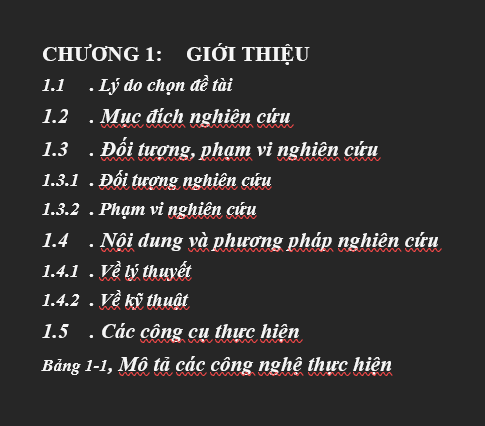 CHƯƠNG 1: GIỚI THIỆU
1.1 . Lý do chọn đề tài
1.2 . Mục đích nghiên cứu
1.3 . Đối tượng, phạm vi nghiên cứu
1.3.1 . Đối tượng nghiên cứu
1.3.2 . Phạm vi nghiên cứu
1.4 . Nội dung và phương pháp nghiên cứu
1.4.1 . Về lý thuyết
1.4.2 . Về kỹ thuật
1.5 . Các công cụ thực hiện
Bảng 1-1, Mô tả các công nghệ thực hiện